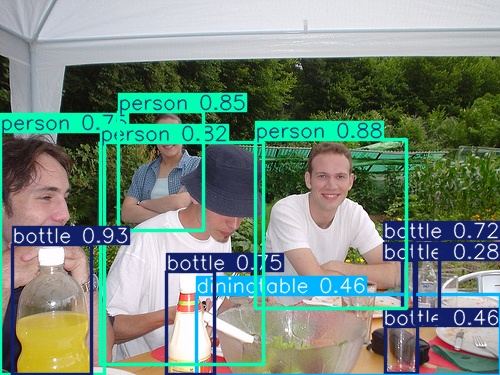 person 0.85
person 0.75
person 0.82
person 0.88
bottle 0.93
bottle 0.72
bottle 0.28
bottle 0.75
diningtable 0.46
bottle 0.46